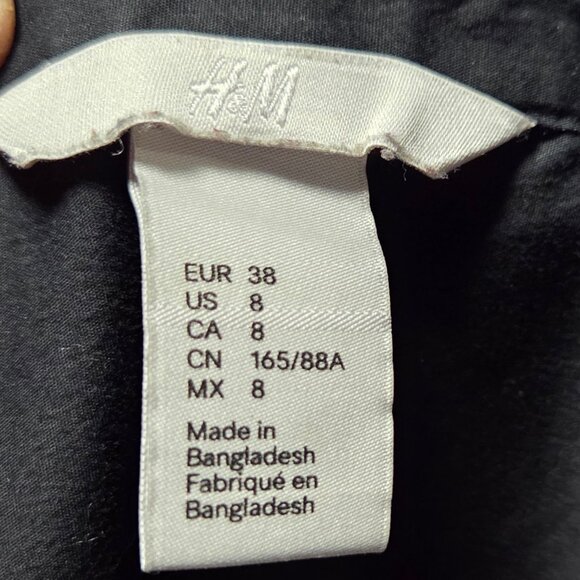 H&M
EUR 38
US 8
CA 8
CN 165/88A
MX 8
Made in
Bangladesh
Fabriqué en
Bangladesh